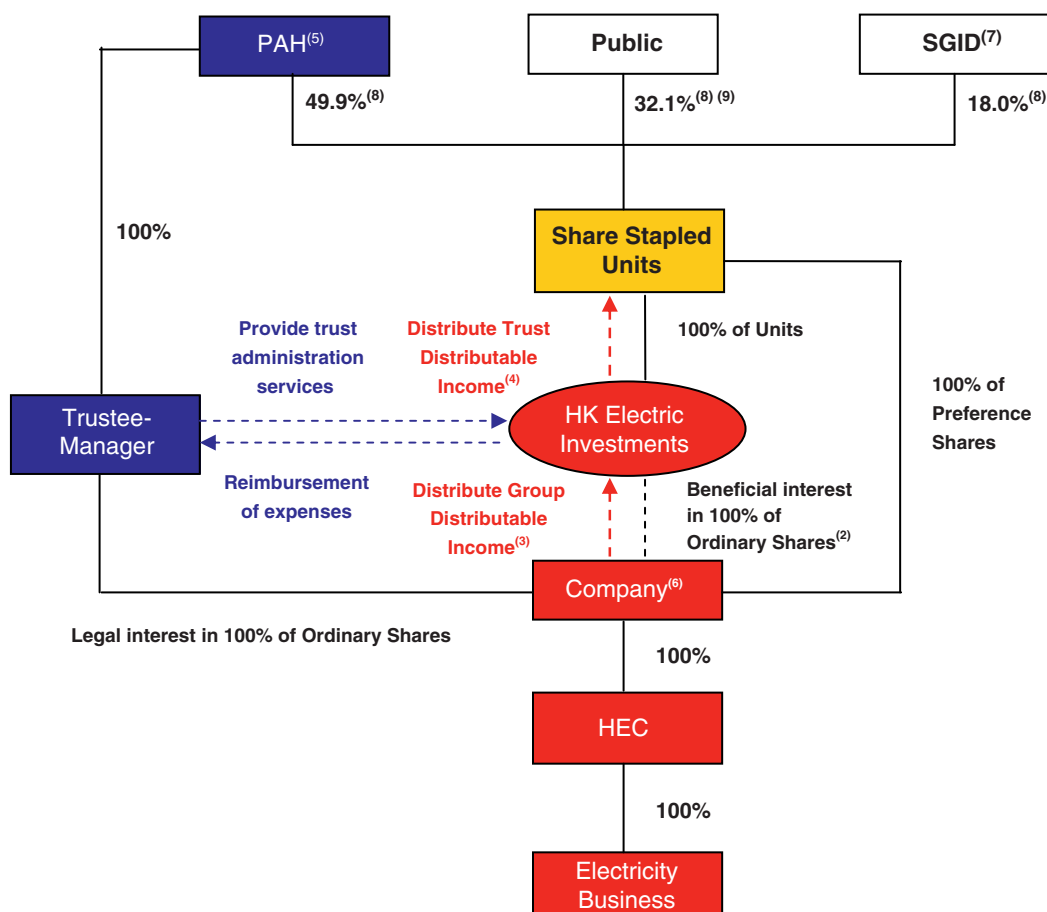 PAH(5)
Public
SGID(7)
49.9%(8)
32.1%(8) (9)
18.0%(8)
100%
Share Stapled
Units
Provide trust
administration
services
Distribute Trust
Distributable
Income(4)
100% of Units
100% of
Preference
Shares
Trustee-
Manager
HK Electric
Investments
Reimbursement
of expenses
Distribute Group
Distributable
Income(3)
Beneficial interest
in 100% of
Ordinary Shares(2)
Company(6)
Legal interest in 100% of Ordinary Shares
100%
HEC
100%
Electricity
Business